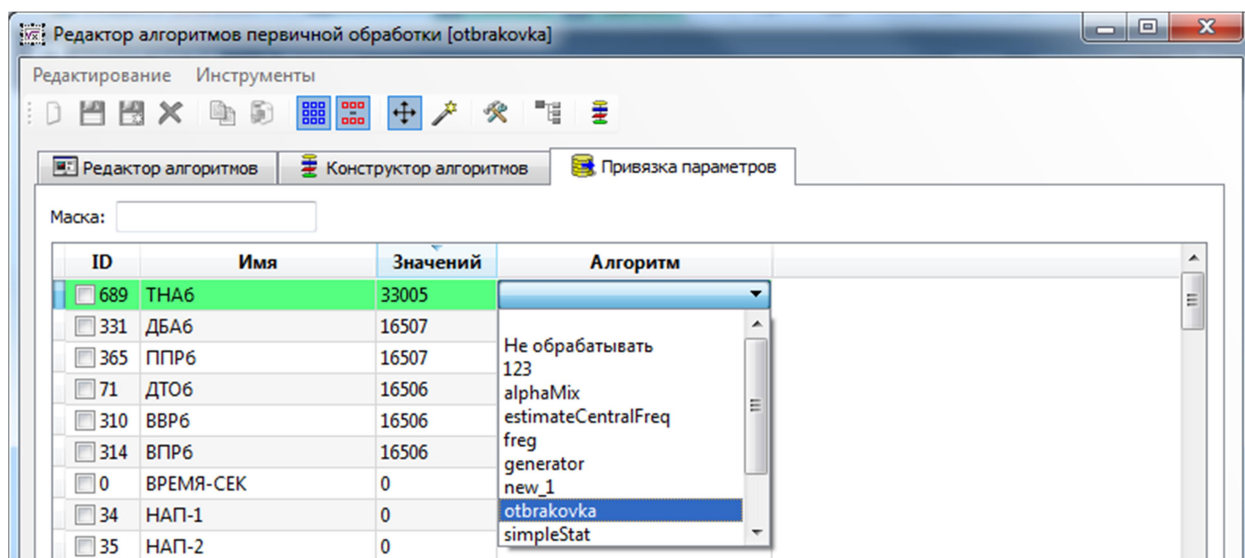 Редактор алгоритмов первичной обработки [otbrakovka]
Редактирование Инструменты
Редактор алгоритмов Конструктор алгоритмов Привязка параметров
Маска:
ID Имя Значений Алгоритм
689 ТНА6 33005
331 ДБА6 16507
365 ППР6 16507
71 ДТО6 16506
310 ВВР6 16506
314 ВПР6 16506
0 ВРЕМЯ-СЕК 0
34 НАП-1 0
35 НАП-2 0
Не обрабатывать
123
alphaMix
estimateCentralFreq
freg
generator
new_1
otbrakovka
simpleStat